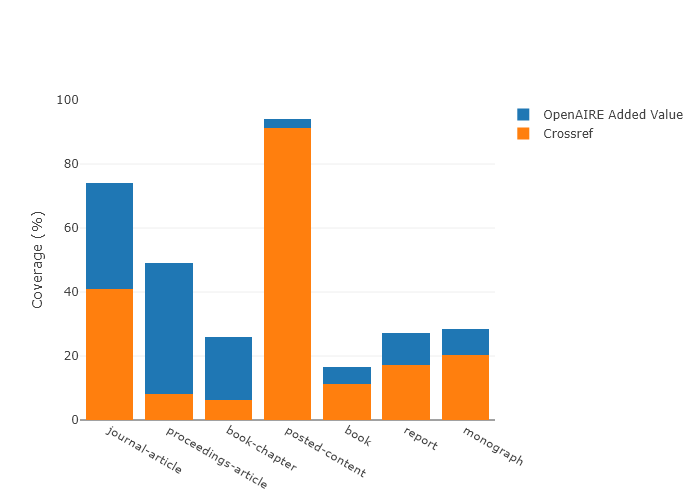 100
80
60
40
20
0
Coverage (%)
journal-article
proceedings-article
book-chapter
posted-content
book
report
monograph
OpenAIRE Added Value
Crossref